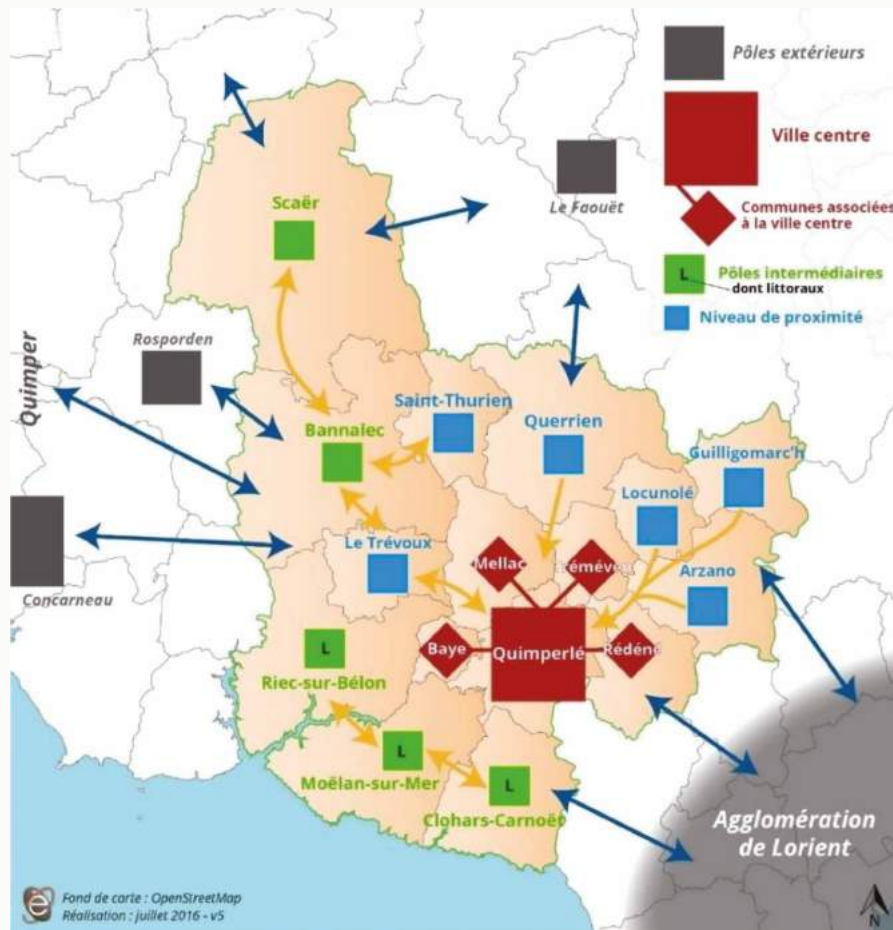 Pôles extérieurs
Ville centre
Communes associées
à la ville centre
L
Pôles intermédiaires
dont littoraux
Niveau de proximité
Le Faouët
Scaër
Rosporden
Quimper
Saint-Thurien
Querrien
Bannalec
Guilligomarc'h
Locunolé
Le Trévoux
Mellac
Tréméven
Arzano
Concarneau
Baye
Quimperlé
Rédéné
L
Riec-sur-Bélon
L
Moëlan-sur-Mer
L
Clohars-Carnoët
Agglomération
de Lorient
Fond de carte : OpenStreetMap
Réalisation : juillet 2016 - v5
N